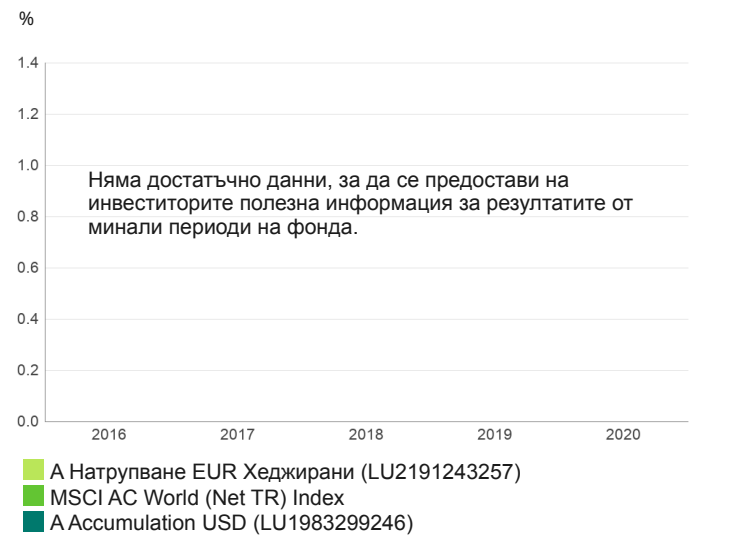 %
1.4
1.2
1.0
Няма достатъчно данни, за да се предостави на
инвеститорите полезна информация за резултатите от
минали периоди на фонда.
0.8
0.6
0.4
0.2
0.0
2016 2017 2018 2019 2020
А Натрупване EUR Хеджирани (LU2191243257)
MSCI AC World (Net TR) Index
A Accumulation USD (LU1983299246)